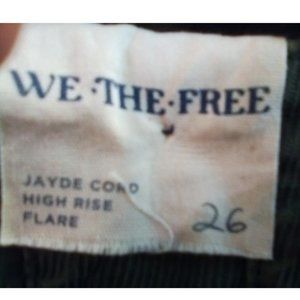 WE·THE·FREE
JAYDE CORD
HIGH RISE
FLARE
26